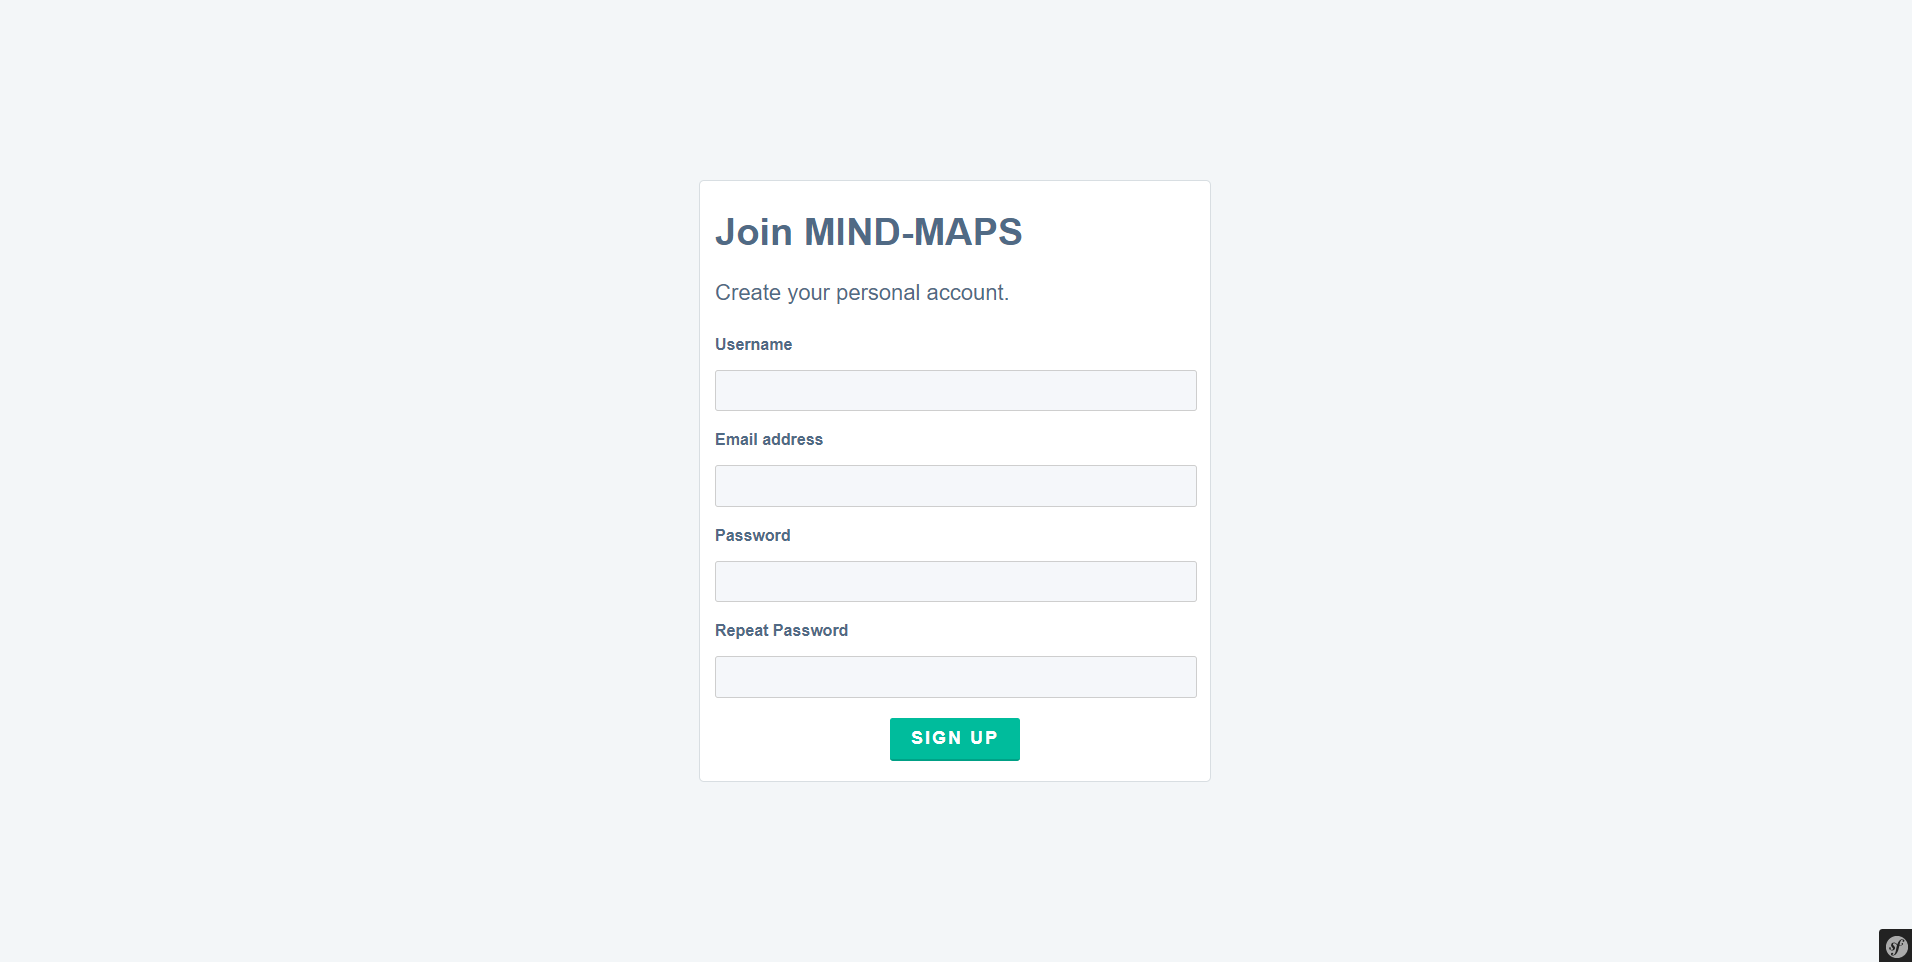 Join MIND-MAPS
Create your personal account.
Username
Email address
Password
Repeat Password
SIGN UP
sf